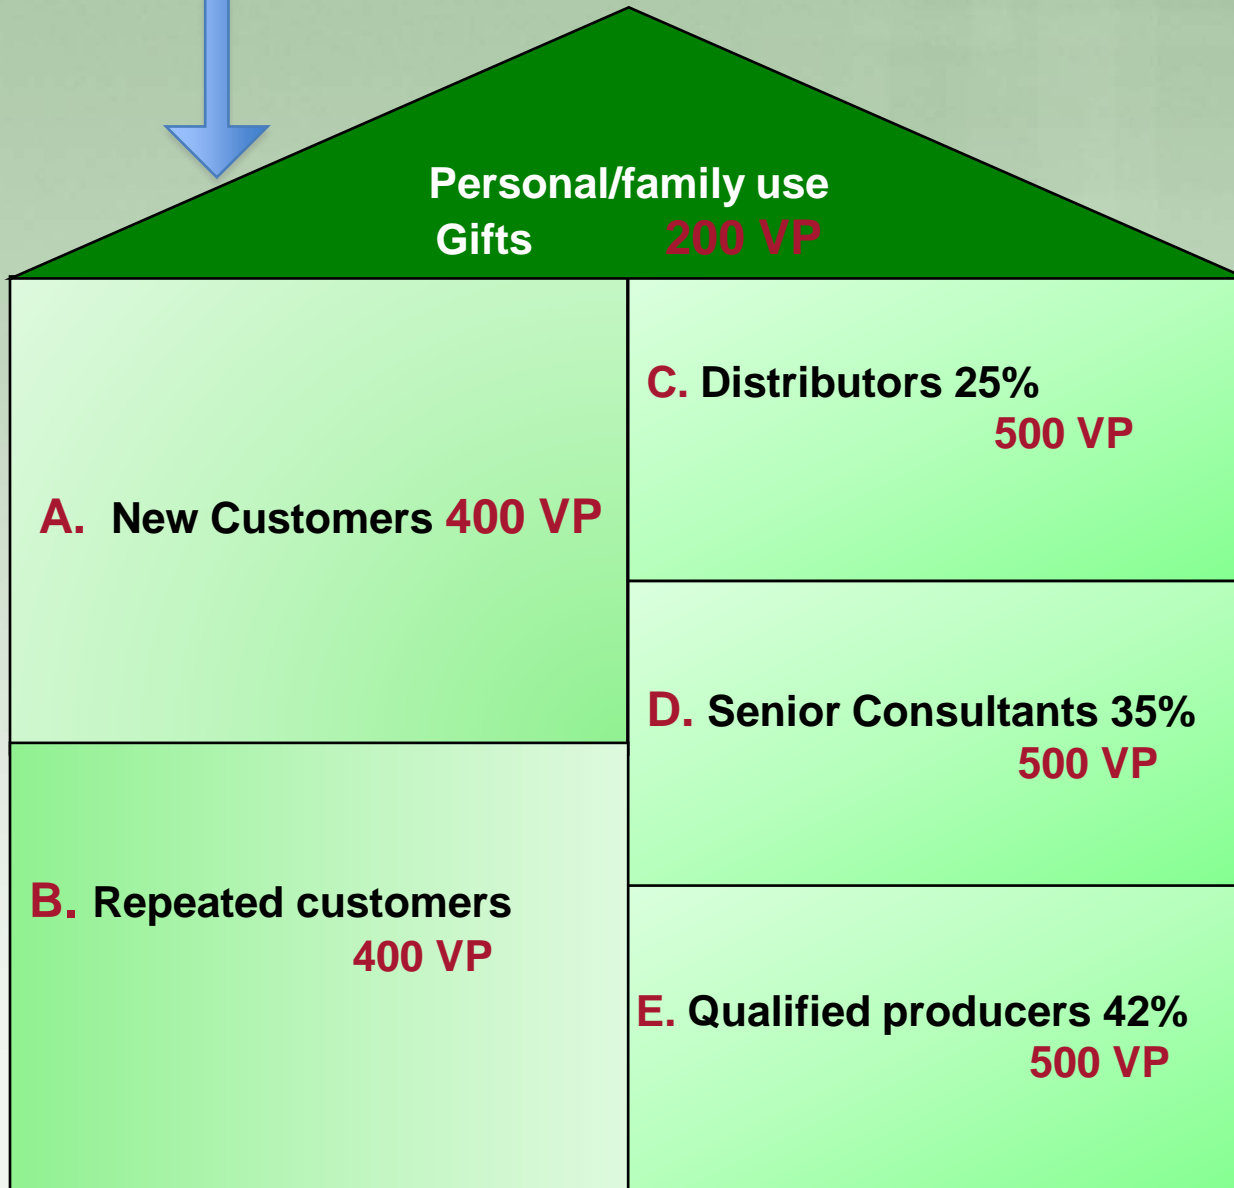 Personal/family use
Gifts 200 VP
A. New Customers 400 VP
B. Repeated customers
400 VP
C. Distributors 25%
500 VP
D. Senior Consultants 35%
500 VP
E. Qualified producers 42%
500 VP